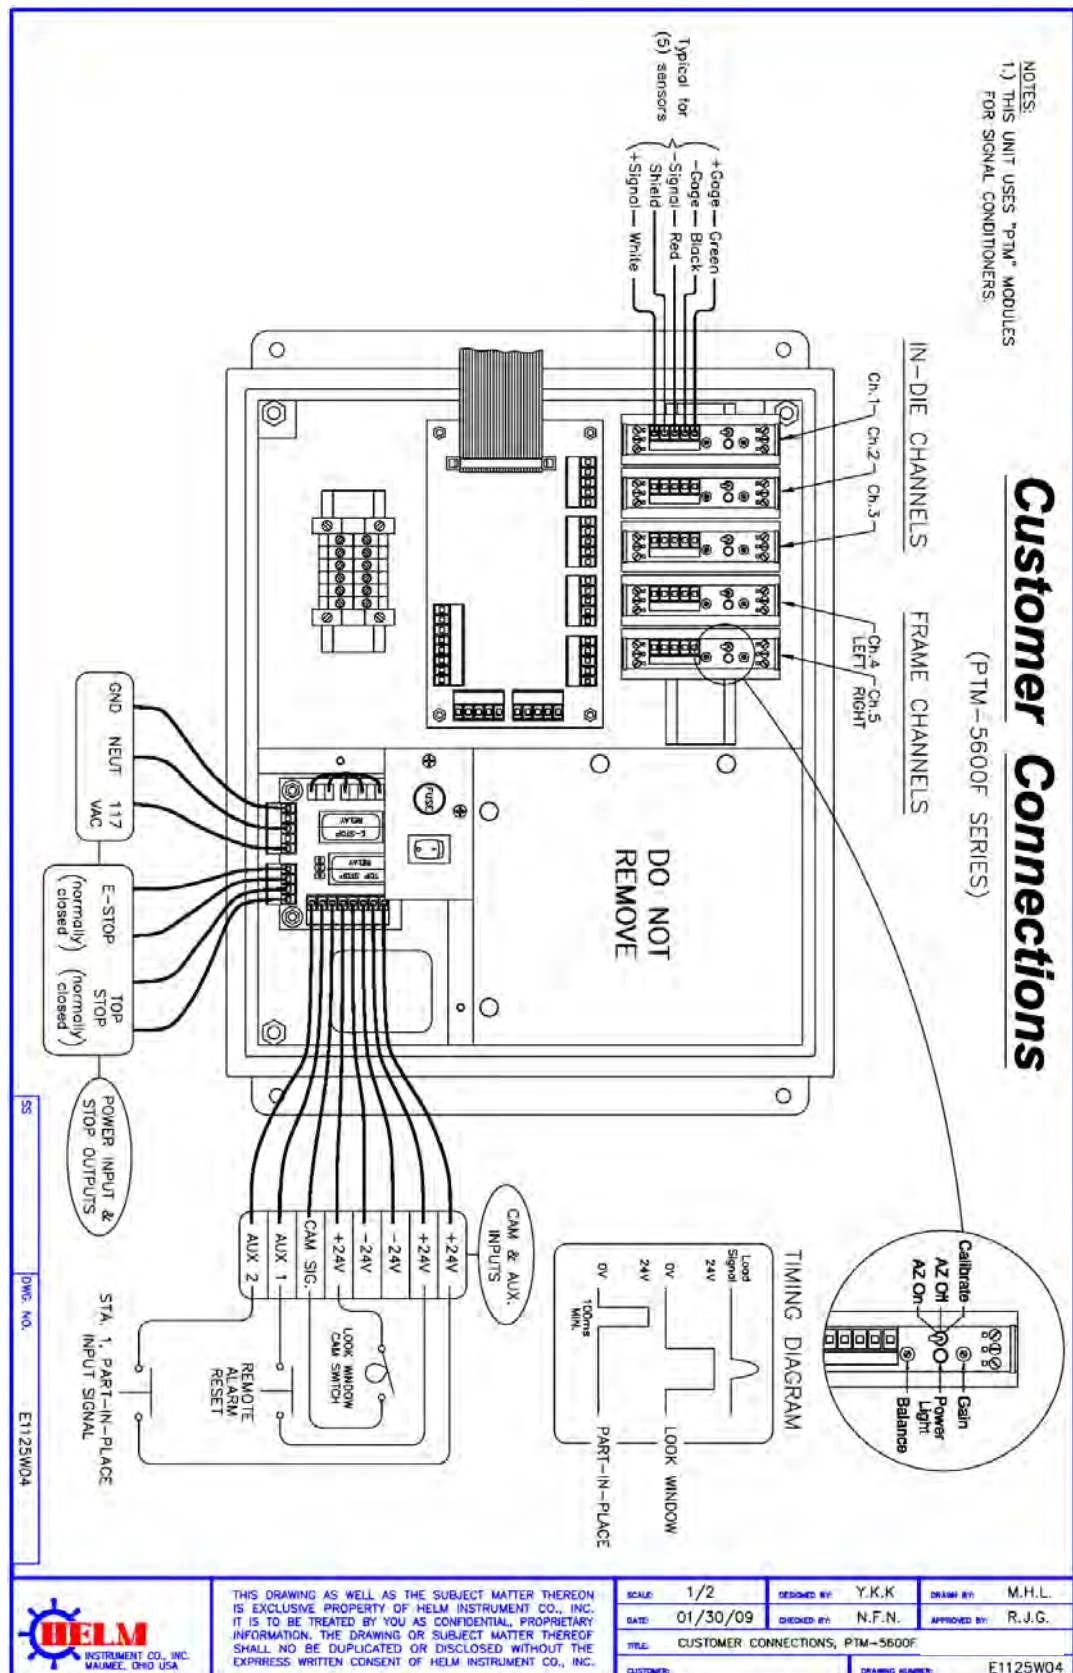 Customer Connections
(PTM-5600F SERIES)
NOTES:
1.) THIS UNIT USES "PTM" MODULES
FOR SIGNAL CONDITIONERS.
IN-DIE CHANNELS
FRAME CHANNELS
Ch.1
Ch.2
Ch.3
Ch.4
LEFT
Ch.5
RIGHT
Typical for
(5) sensors
+Gage
Green
-Gage
Black
-Signal
Red
Shield
+Signal
White
Calibrate
AZ Off
AZ On
Gain
Power
Light
Balance
DO NOT
REMOVE
FUSE
E-STOP
RELAY
TOP STOP
RELAY
TIMING DIAGRAM
Load
Signal
24V
0V
LOOK WINDOW
24V
0V
100ms
MIN.
PART-IN-PLACE
CAM & AUX.
INPUTS
+24V
+24V
-24V
-24V
+24V
CAM SIG.
AUX 1
AUX 2
LOOK WINDOW
CAM SWITCH
REMOTE
ALARM
RESET
STA. 1, PART-IN-PLACE
INPUT SIGNAL
GND
NEUT
117
VAC
E-STOP
(normally
closed)
TOP
STOP
(normally
closed)
POWER INPUT &
STOP OUTPUTS
SS
DWG. NO.
E1125W04
HELM
INSTRUMENT CO., INC.
MAUMEE, OHIO USA
THIS DRAWING AS WELL AS THE SUBJECT MATTER THEREON
IS EXCLUSIVE PROPERTY OF HELM INSTRUMENT CO., INC.
IT IS TO BE TREATED BY YOU AS CONFIDENTIAL, PROPRIETARY
INFORMATION. THE DRAWING OR SUBJECT MATTER THEREOF
SHALL NO BE DUPLICATED OR DISCLOSED WITHOUT THE
EXPRRESS WRITTEN CONSENT OF HELM INSTRUMENT CO., INC.
SCALE: 1/2
DESIGNED BY: Y.K.K
DRAWN BY: M.H.L.
DATE: 01/30/09
CHECKED BY: N.F.N.
APPROVED BY: R.J.G.
TITLE: CUSTOMER CONNECTIONS, PTM-5600F
CUSTOMER:
DRAWING NUMBER: E1125W04